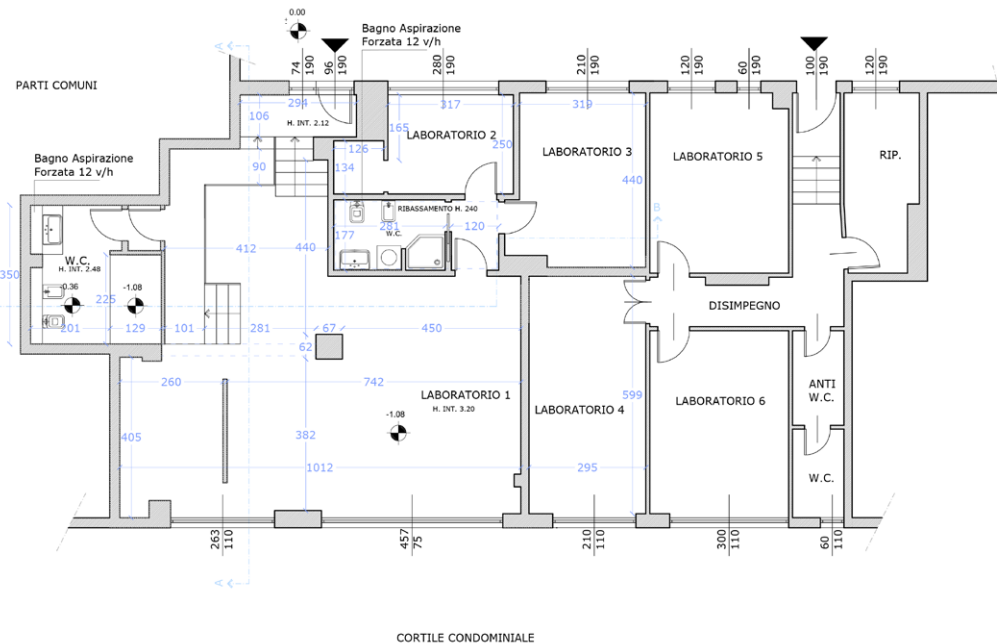 0.00
Bagno Aspirazione
Forzata 12 v/h
74
190
96
190
280
190
210
190
120
190
60
190
100
190
120
190
PARTI COMUNI
A
294
106
H. INT. 2.12
317
165
LABORATORIO 2
250
319
LABORATORIO 3
LABORATORIO 5
RIP.
126
134
90
440
Bagno Aspirazione
Forzata 12 v/h
RIBASSAMENTO H. 240
177
281
W.C.
120
B
412
440
350
W.C.
H. INT. 2.48
-0.36
225
-1.08
201
129
101
281
67
450
62
DISIMPEGNO
260
742
LABORATORIO 1
H. INT. 3.20
-1.08
405
382
1012
LABORATORIO 4
599
295
LABORATORIO 6
ANTI
W.C.
W.C.
263
110
457
75
210
110
300
110
60
110
A
CORTILE CONDOMINIALE